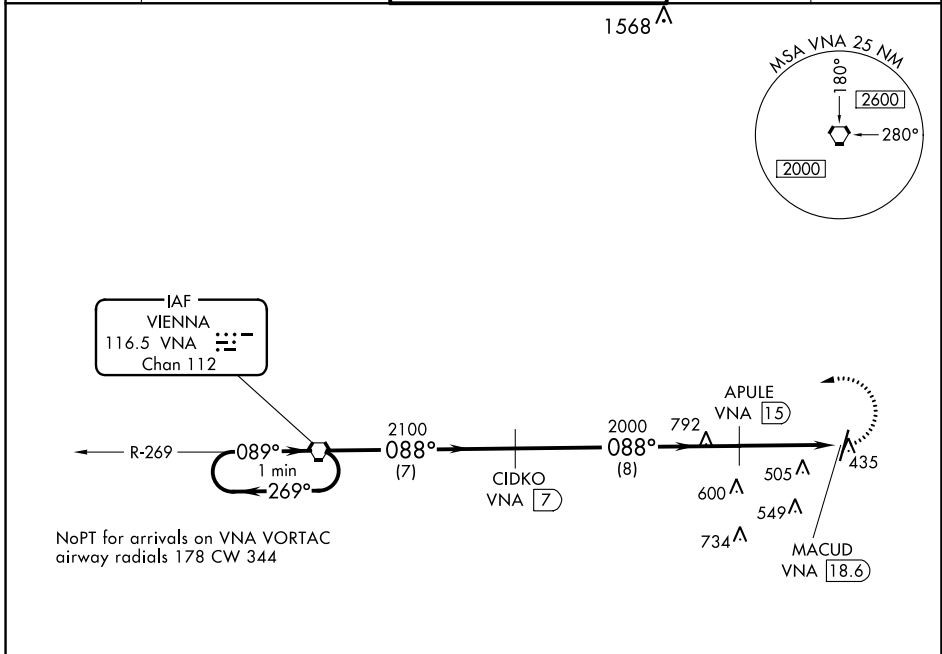 1568
MSA VNA 25 NM
180°
2600
280°
2000
IAF
VIENNA
116.5 VNA
Chan 112
R-269
089°
1 min
269°
2100
088°
(7)
CIDKO
VNA 7
2000
088°
(8)
792
APULE
VNA 15
600
505
549
734
435
MACUD
VNA 18.6
NoPT for arrivals on VNA VORTAC
airway radials 178 CW 344